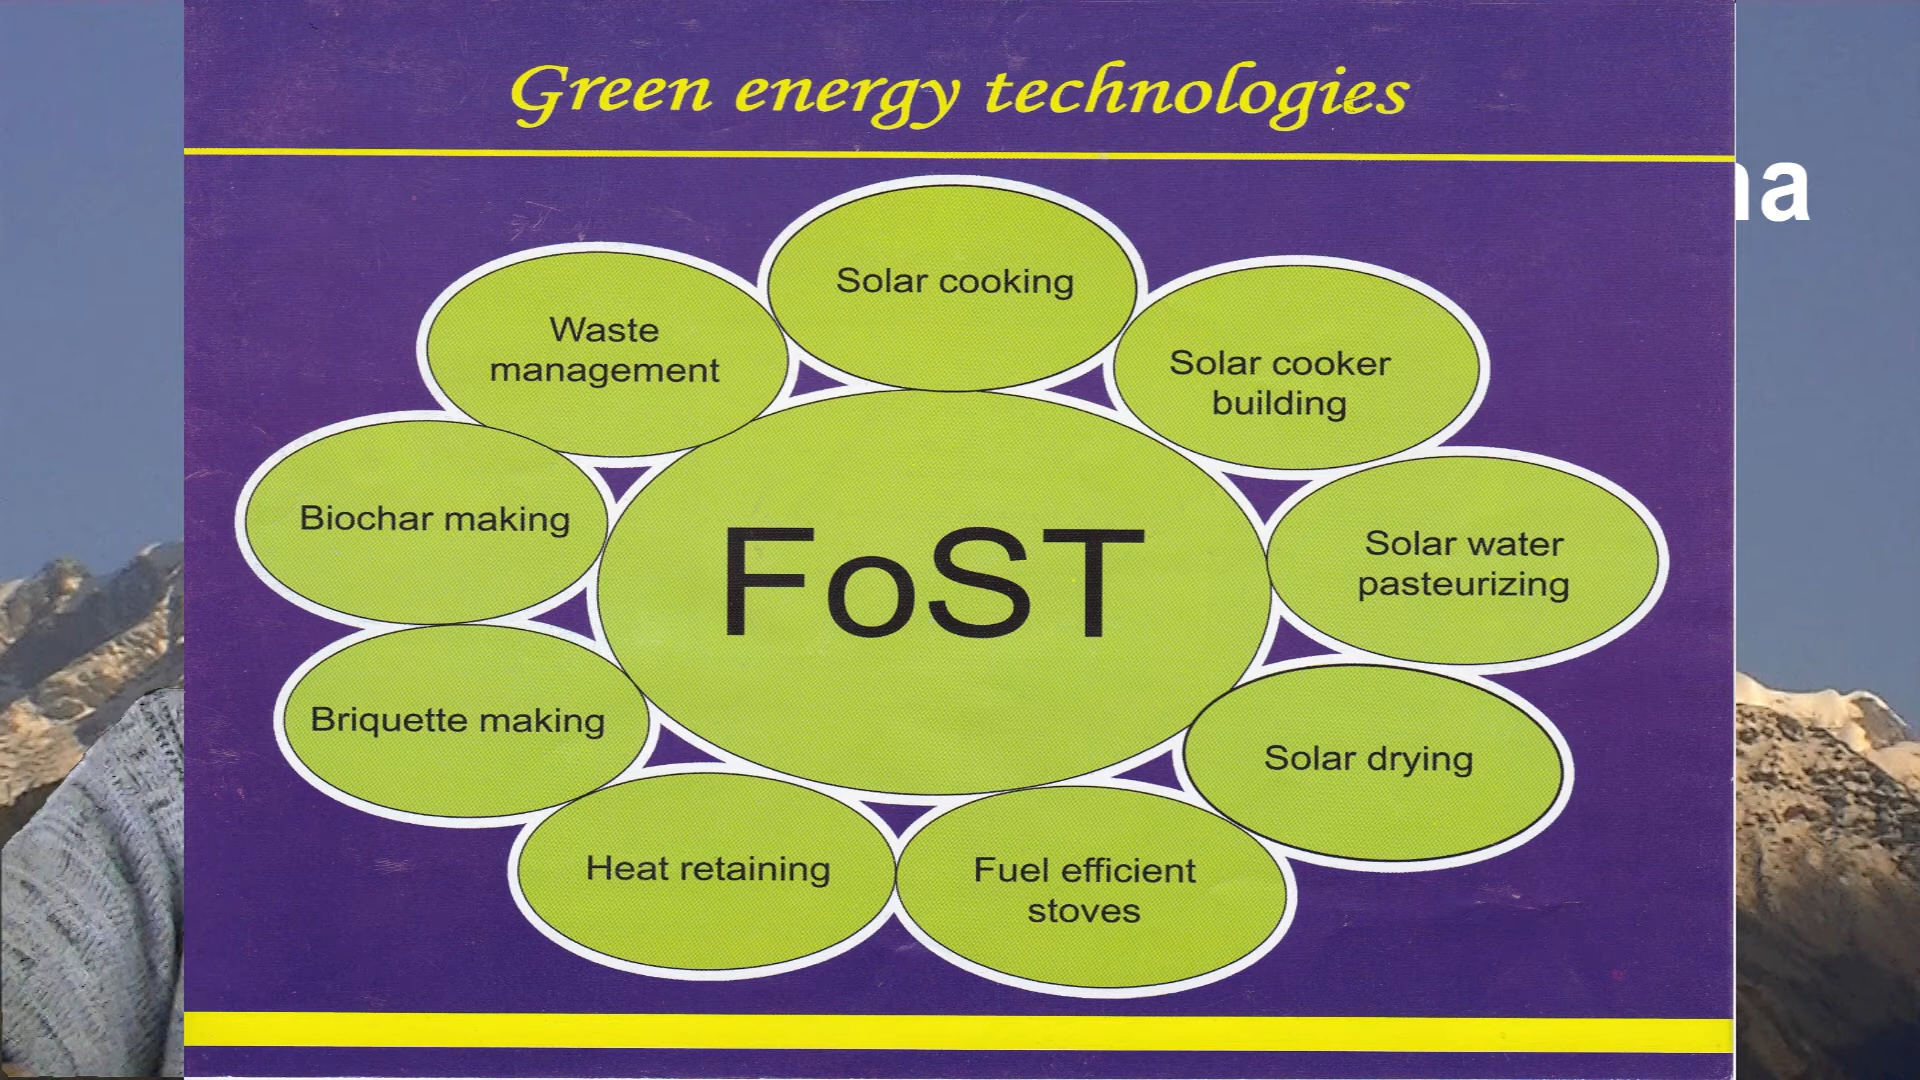 Green energy technologies
Solar cooking
Waste
management
Solar cooker
building
Biochar making
FoST
Solar water
pasteurizing
Briquette making
Solar drying
Heat retaining
Fuel efficient
stoves